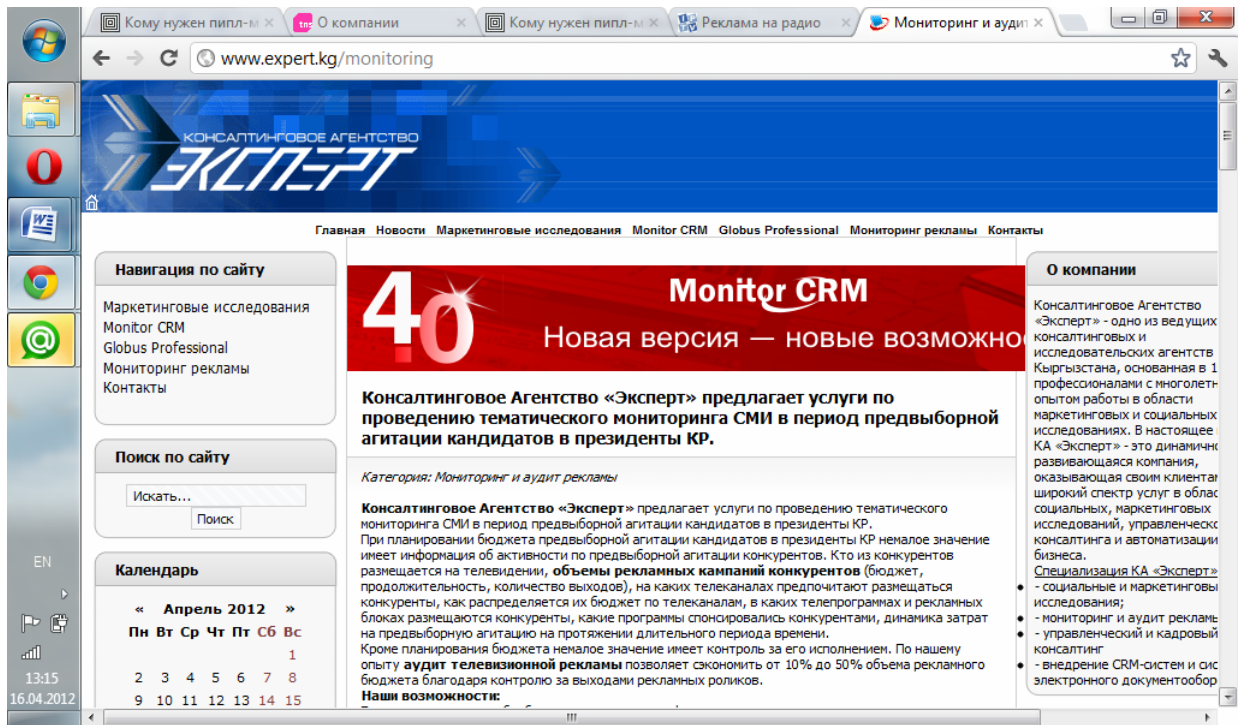 Кому нужен пипл-м
tns О компании
Кому нужен пипл-м
Реклама на радио
Мониторинг и аудит
www.expert.kg/monitoring
КОНСАЛТИНГОВОЕ АГЕНТСТВО
ЭКСПЕРТ
Главная Новости Маркетинговые исследования Monitor CRM Globus Professional Мониторинг рекламы Контакты
Навигация по сайту
Маркетинговые исследования
Monitor CRM
Globus Professional
Мониторинг рекламы
Контакты
Поиск по сайту
Искать...
Поиск
Календарь
« Апрель 2012 »
Пн Вт Ср Чт Пт Сб Вс
1
2 3 4 5 6 7 8
9 10 11 12 13 14 15
4.0
Monitor CRM
Новая версия — новые возможно
Консалтинговое Агентство «Эксперт» предлагает услуги по
проведению тематического мониторинга СМИ в период предвыборной
агитации кандидатов в президенты КР.
Категория: Мониторинг и аудит рекламы
Консалтинговое Агентство «Эксперт» предлагает услуги по проведению тематического
мониторинга СМИ в период предвыборной агитации кандидатов в президенты КР.
При планировании бюджета предвыборной агитации кандидатов в президенты КР немалое значение
имеет информация об активности по предвыборной агитации конкурентов. Кто из конкурентов
размещается на телевидении, объемы рекламных кампаний конкурентов (бюджет,
продолжительность, количество выходов), на каких телеканалах предпочитают размещаться
конкуренты, как распределяется их бюджет по телеканалам, в каких телепрограммах и рекламных
блоках размещаются конкуренты, какие программы спонсировались конкурентами, динамика затрат
на предвыборную агитацию на протяжении длительного периода времени.
Кроме планирования бюджета немалое значение имеет контроль за его исполнением. По нашему
опыту аудит телевизионной рекламы позволяет сэкономить от 10% до 50% объема рекламного
бюджета благодаря контролю за выходами рекламных роликов.
Наши возможности:
О компании
Консалтинговое Агентство
«Эксперт» - одно из ведущих
консалтинговых и
исследовательских агентств
Кыргызстана, основанная в 1
профессионалами с многолетн
опытом работы в области
маркетинговых и социальных
исследованиях. В настоящее
КА «Эксперт» - это динамичн
развивающаяся компания,
оказывающая своим клиентам
широкий спектр услуг в облас
социальных, маркетинговых
исследований, управленческо
консалтинга и автоматизации
бизнеса.
Специализация КА «Эксперт»
- социальные и маркетинговы
исследования;
- мониторинг и аудит рекламы
- управленческий и кадровый
консалтинг
- внедрение CRM-систем и сис
электронного документообор
EN
13:15
16.04.2012